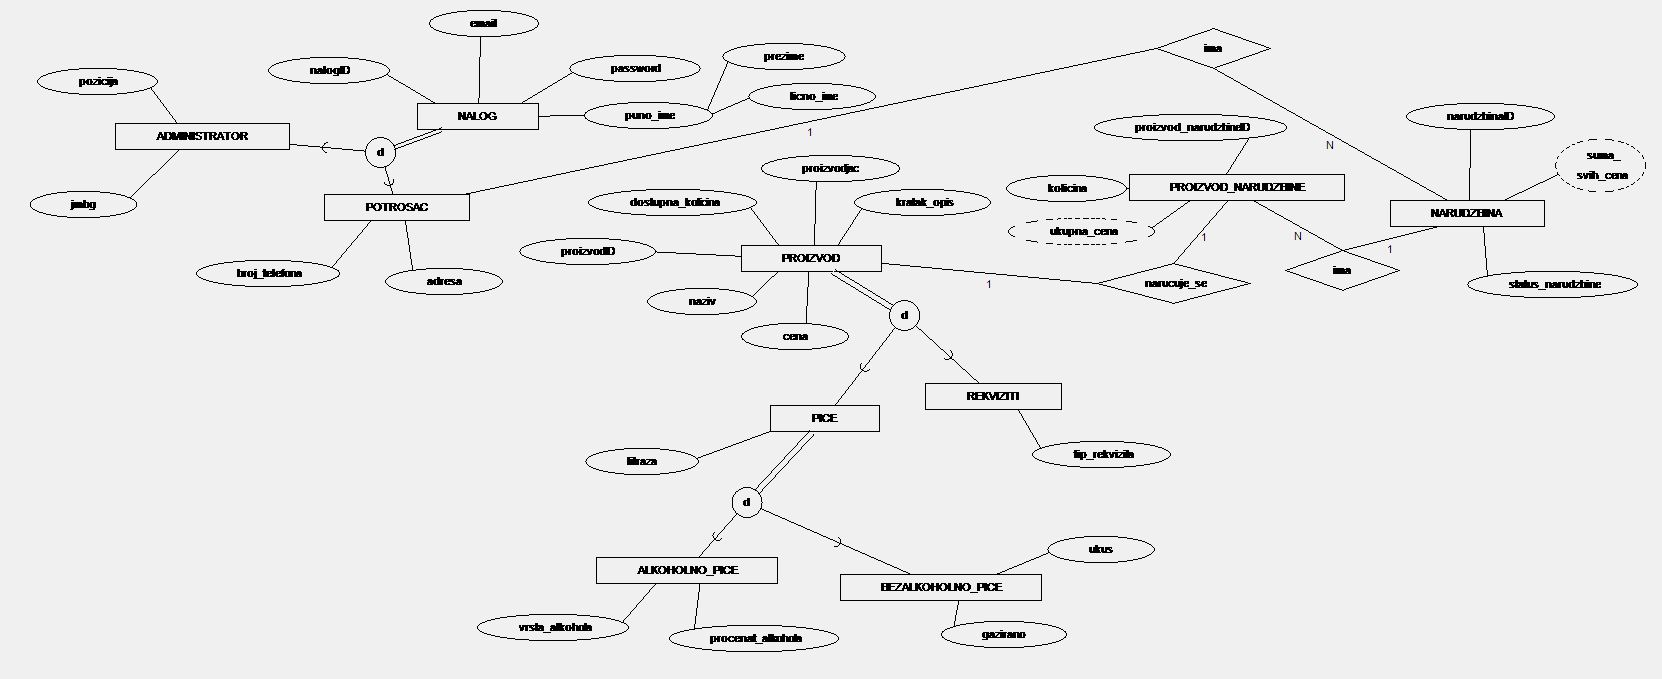 email
pozicija
nalogID
password
prezime
licno_ime
ima
NALOG
puno_ime
ADMINISTRATOR
d
1
N
proizvod_narudzbineID
narudzbinaID
suma_
svih_cena
jmbg
POTROSAC
proizvodjac
dostupna_kolicina
kratak_opis
kolicina
PROIZVOD_NARUDZBINE
NARUDZBINA
ukupna_cena
1
N
1
proizvodID
PROIZVOD
broj_telefona
adresa
ima
narucuje_se
1
status_narudzbine
naziv
d
cena
PICE
REKVIZITI
litraza
tip_rekvizita
d
ukus
ALKOHOLNO_PICE
BEZALKOHOLNO_PICE
vrsta_alkohola
procenat_alkohola
gazirano